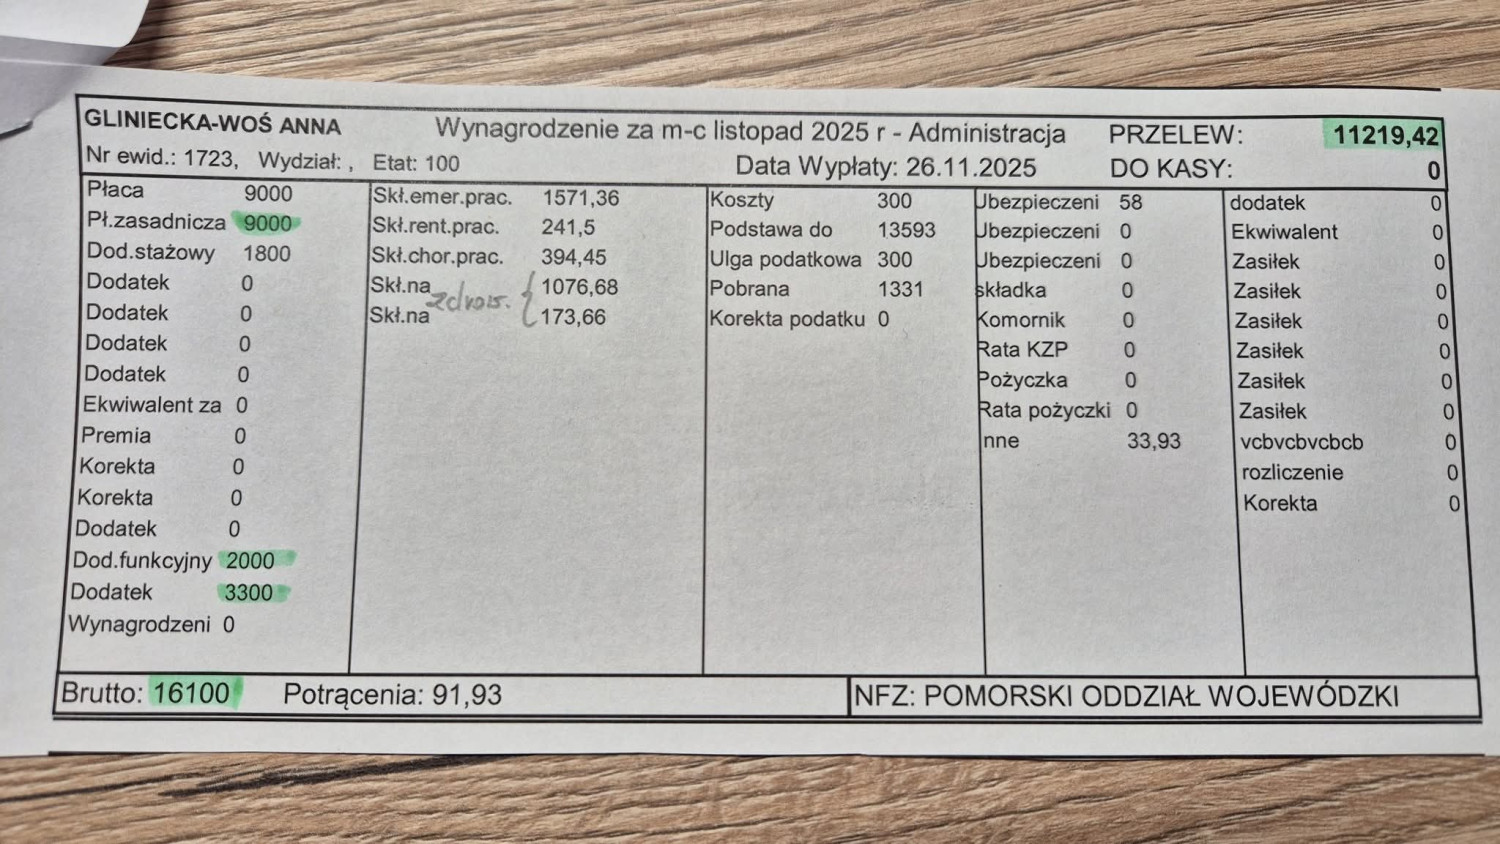 GLINIECKA-WOŚ ANNA Wynagrodzenie za m-c listopad 2025 r - Administracja PRZELEW: 11219,42
Nr ewid.: 1723, Wydział: , Etat: 100 Data Wypłaty: 26.11.2025 DO KASY: 0
Płaca 9000
Pł.zasadnicza 9000
Dod.stażowy 1800
Dodatek 0
Dodatek 0
Dodatek 0
Dodatek 0
Ekwiwalent za 0
Premia 0
Korekta 0
Korekta 0
Dodatek 0
Dod.funkcyjny 2000
Dodatek 3300
Wynagrodzeni 0
Skł.emer.prac. 1571,36
Skł.rent.prac. 241,5
Skł.chor.prac. 394,45
Skł.na 1076,68
zdrow.
Skł.na 173,66
Koszty 300
Podstawa do 13593
Ulga podatkowa 300
Pobrana 1331
Korekta podatku 0
Ubezpieczeni 58
Ubezpieczeni 0
Ubezpieczeni 0
składka 0
Komornik 0
Rata KZP 0
Pożyczka 0
Rata pożyczki 0
nne 33,93
dodatek 0
Ekwiwalent 0
Zasiłek 0
Zasiłek 0
Zasiłek 0
Zasiłek 0
Zasiłek 0
Zasiłek 0
vcbvcbvcbcb 0
rozliczenie 0
Korekta 0
Brutto: 16100 Potrącenia: 91,93 NFZ: POMORSKI ODDZIAŁ WOJEWÓDZKI